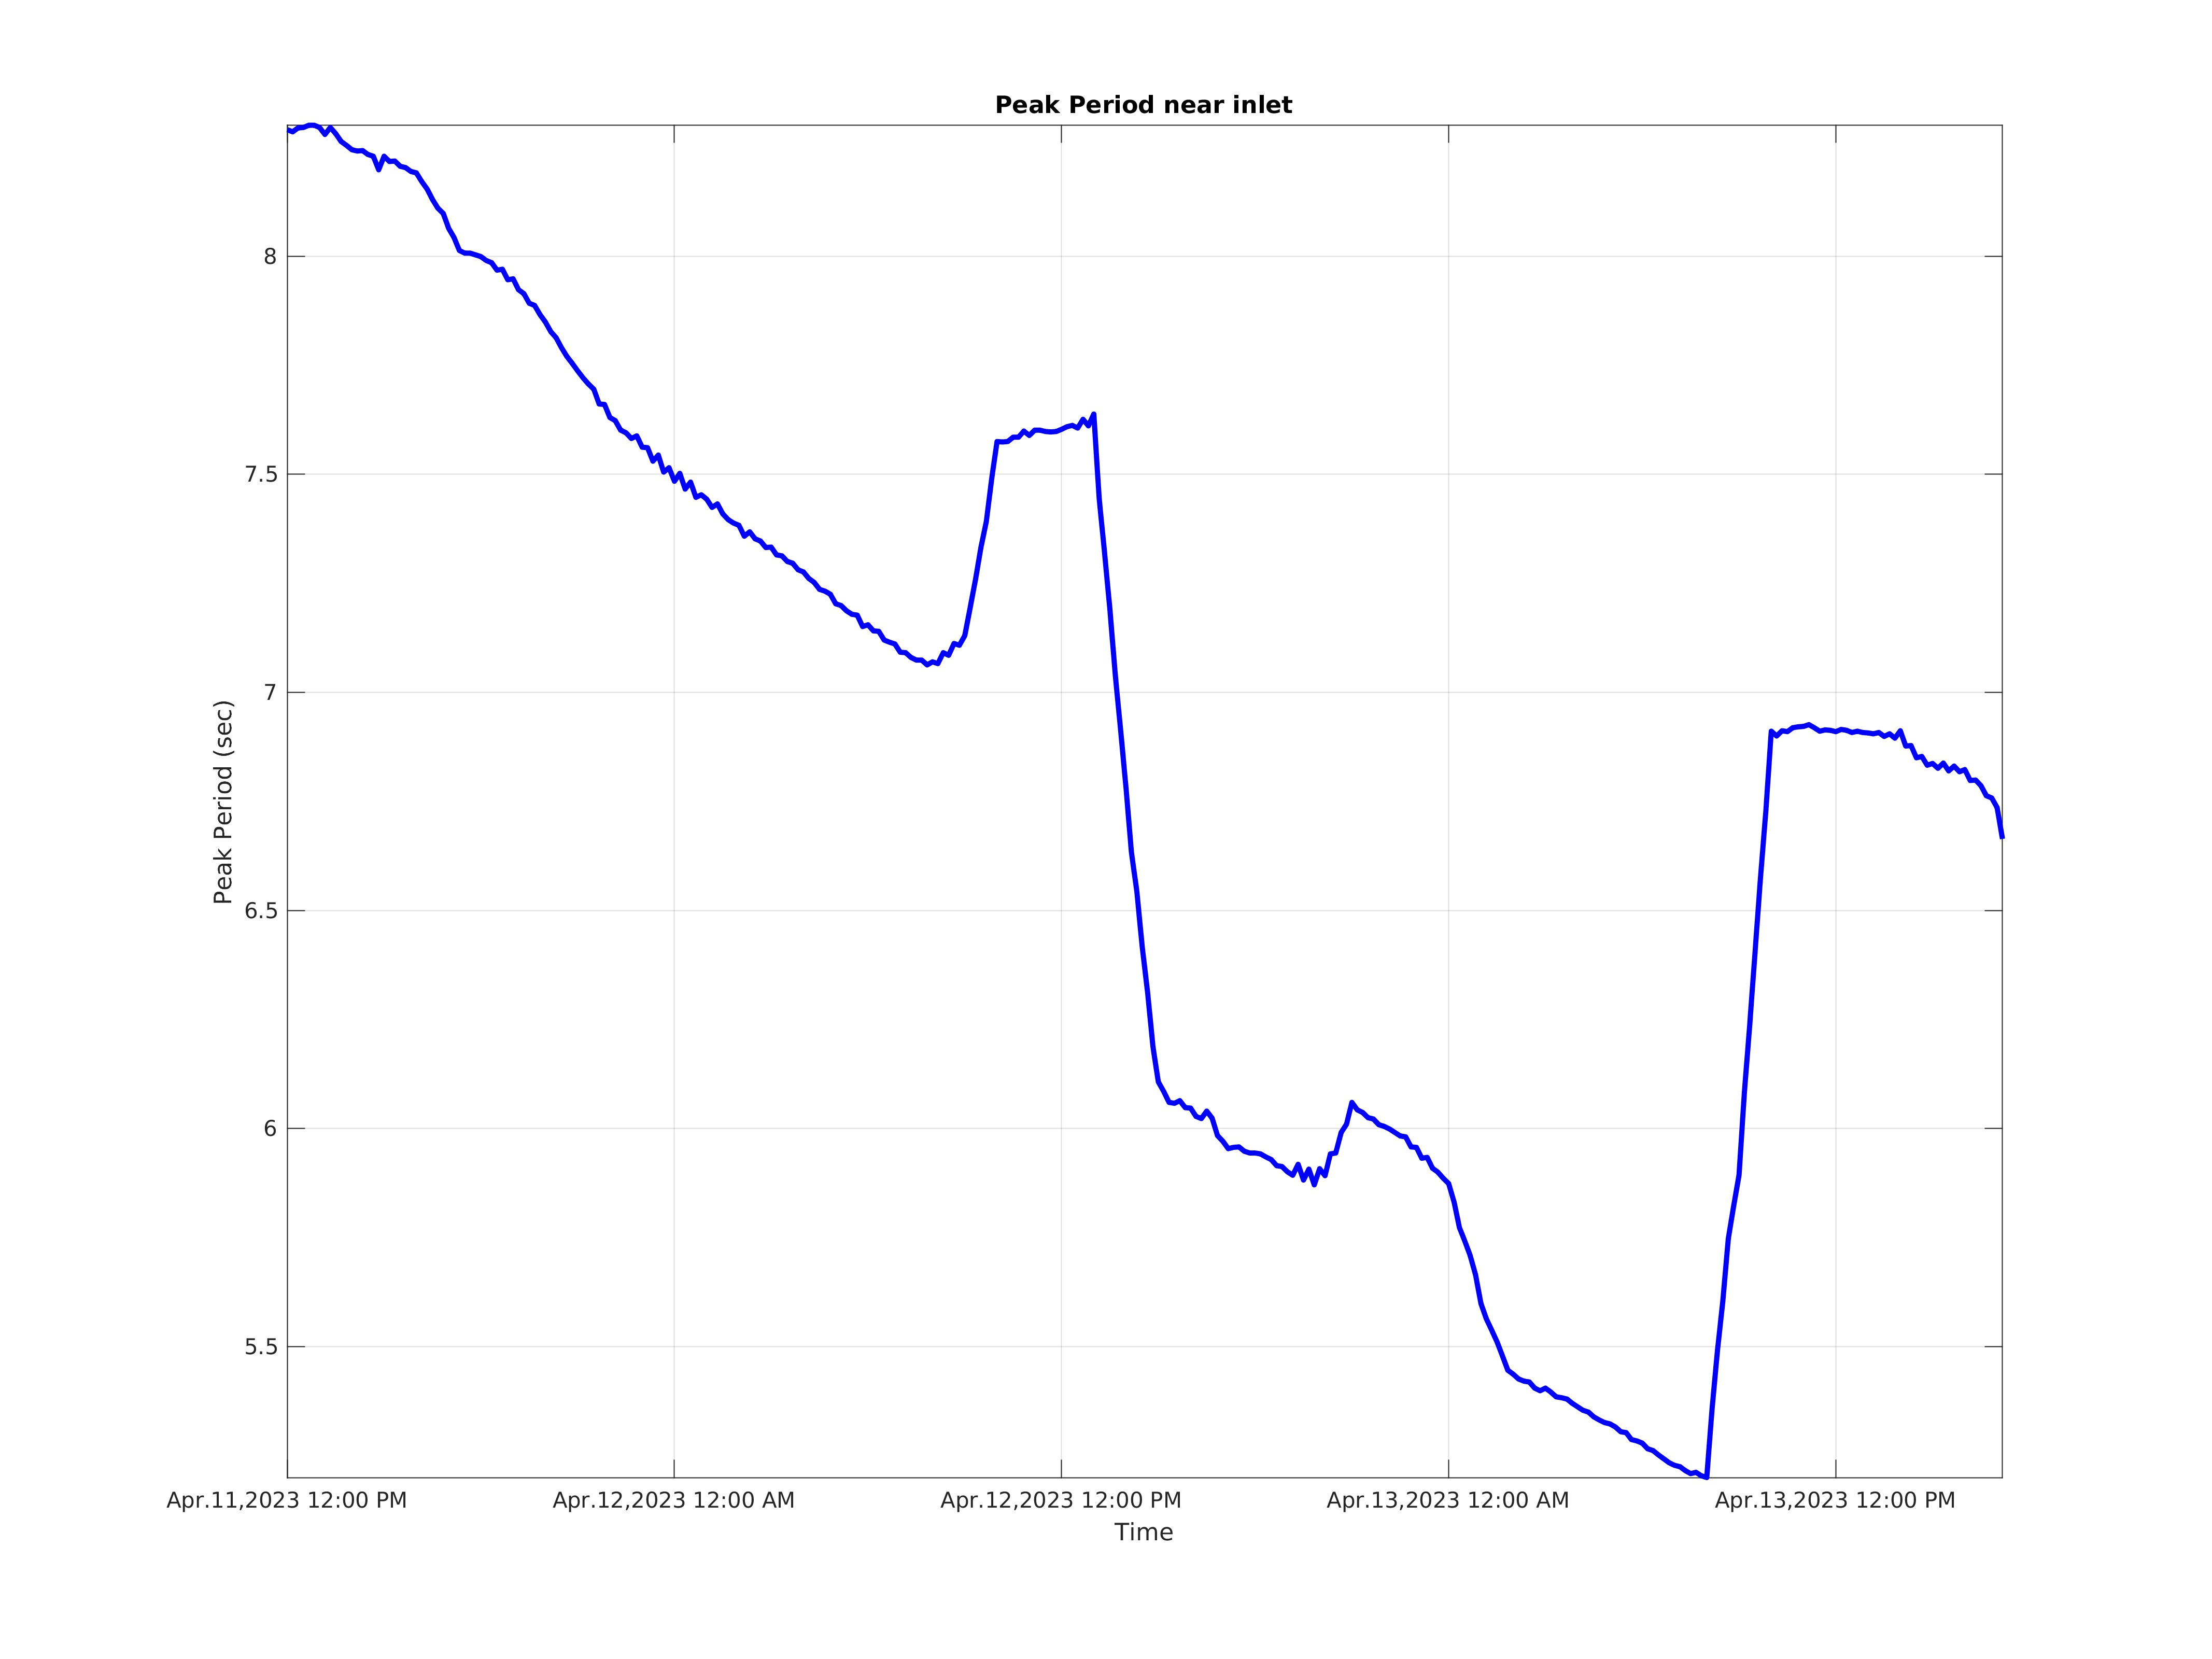 Peak Period near inlet
Peak Period (sec)
8
7.5
7
6.5
6
5.5
Apr.11,2023 12:00 PM
Apr.12,2023 12:00 AM
Apr.12,2023 12:00 PM
Apr.13,2023 12:00 AM
Apr.13,2023 12:00 PM
Time